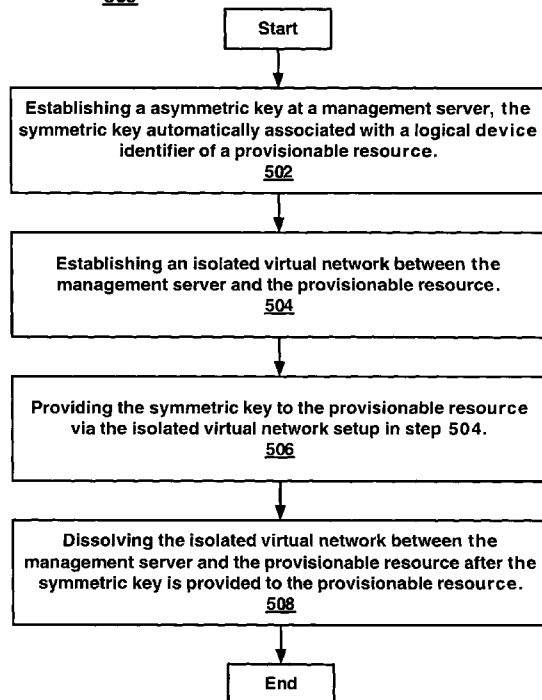 Start
Establishing a asymmetric key at a management server, the
symmetric key automatically associated with a logical device
identifier of a provisionable resource.
502
Establishing an isolated virtual network between the
management server and the provisionable resource.
504
Providing the symmetric key to the provisionable resource
via the isolated virtual network setup in step 504.
506
Dissolving the isolated virtual network between the
management server and the provisionable resource after the
symmetric key is provided to the provisionable resource.
508
End